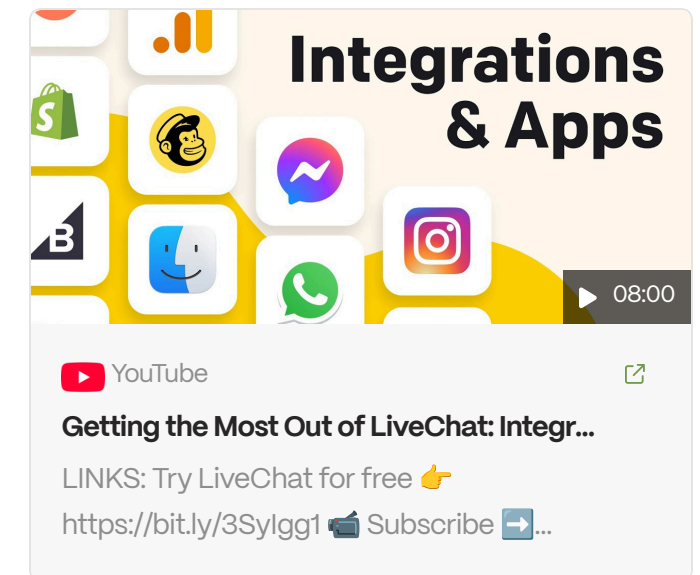 Integrations
& Apps
08:00
YouTube
Getting the Most Out of LiveChat: Integr...
LINKS: Try LiveChat for free 👉
https://bit.ly/3SyIgg1 📹 Subscribe ➡️...